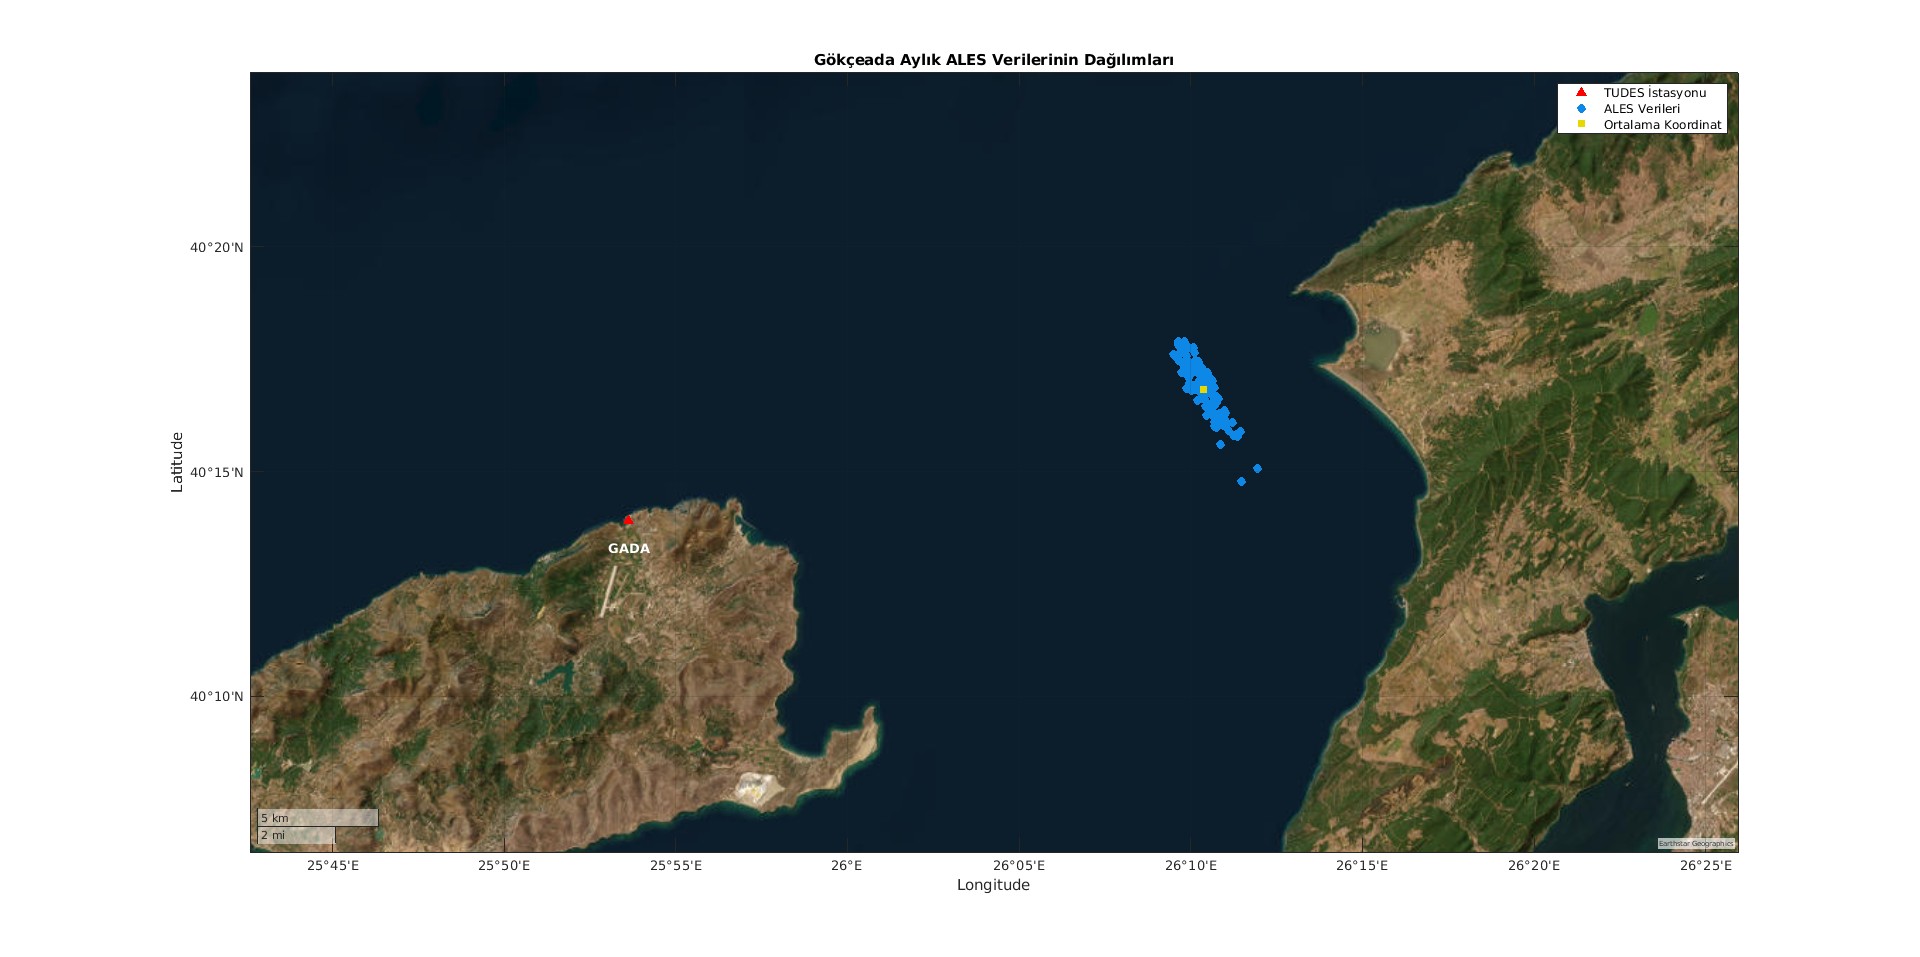 Gökçeada Aylık ALES Verilerinin Dağılımları
TUDES İstasyonu
ALES Verileri
Ortalama Koordinat
40°20'N
40°15'N
40°10'N
Latitude
GADA
5 km
2 mi
Earthstar Geographics
25°45'E
25°50'E
25°55'E
26°E
26°05'E
26°10'E
26°15'E
26°20'E
26°25'E
Longitude